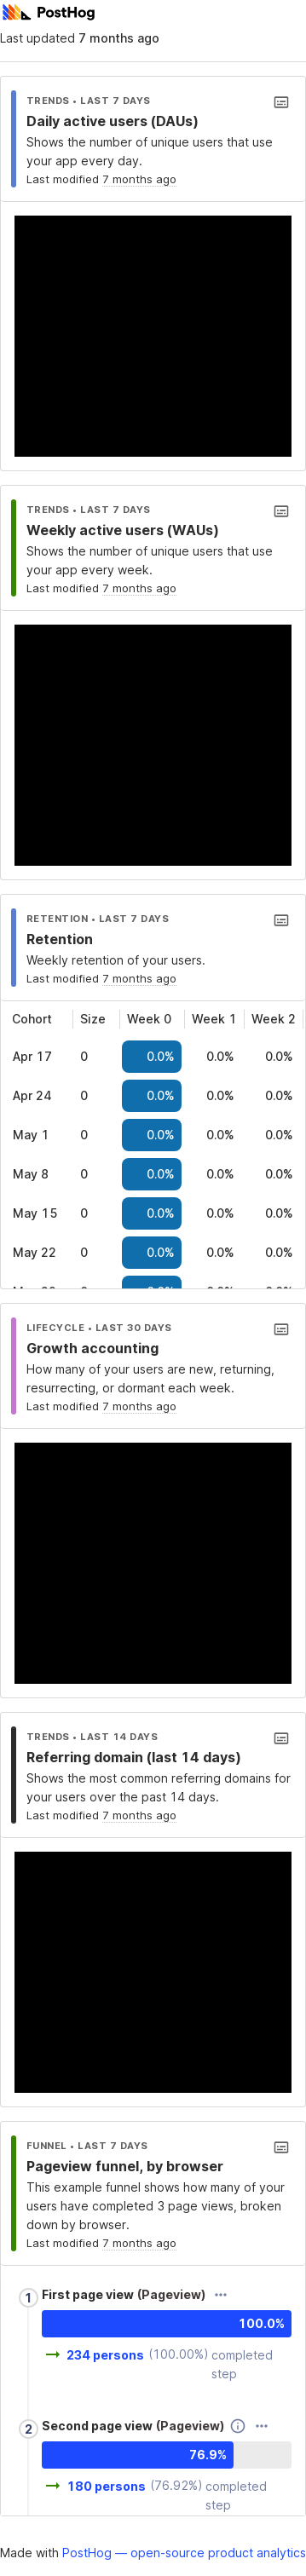 PostHog
Last updated 7 months ago
TRENDS • LAST 7 DAYS
Daily active users (DAUs)
Shows the number of unique users that use
your app every day.
Last modified 7 months ago
TRENDS • LAST 7 DAYS
Weekly active users (WAUs)
Shows the number of unique users that use
your app every week.
Last modified 7 months ago
RETENTION • LAST 7 DAYS
Retention
Weekly retention of your users.
Last modified 7 months ago
Cohort Size Week 0 Week 1 Week 2
Apr 17 0 0.0% 0.0% 0.0%
Apr 24 0 0.0% 0.0% 0.0%
May 1 0 0.0% 0.0% 0.0%
May 8 0 0.0% 0.0% 0.0%
May 15 0 0.0% 0.0% 0.0%
May 22 0 0.0% 0.0% 0.0%
LIFECYCLE • LAST 30 DAYS
Growth accounting
How many of your users are new, returning,
resurrecting, or dormant each week.
Last modified 7 months ago
TRENDS • LAST 14 DAYS
Referring domain (last 14 days)
Shows the most common referring domains for
your users over the past 14 days.
Last modified 7 months ago
FUNNEL • LAST 7 DAYS
Pageview funnel, by browser
This example funnel shows how many of your
users have completed 3 page views, broken
down by browser.
Last modified 7 months ago
1 First page view (Pageview)
100.0%
234 persons (100.00%) completed
step
2 Second page view (Pageview)
76.9%
180 persons (76.92%) completed
step
Made with PostHog — open-source product analytics